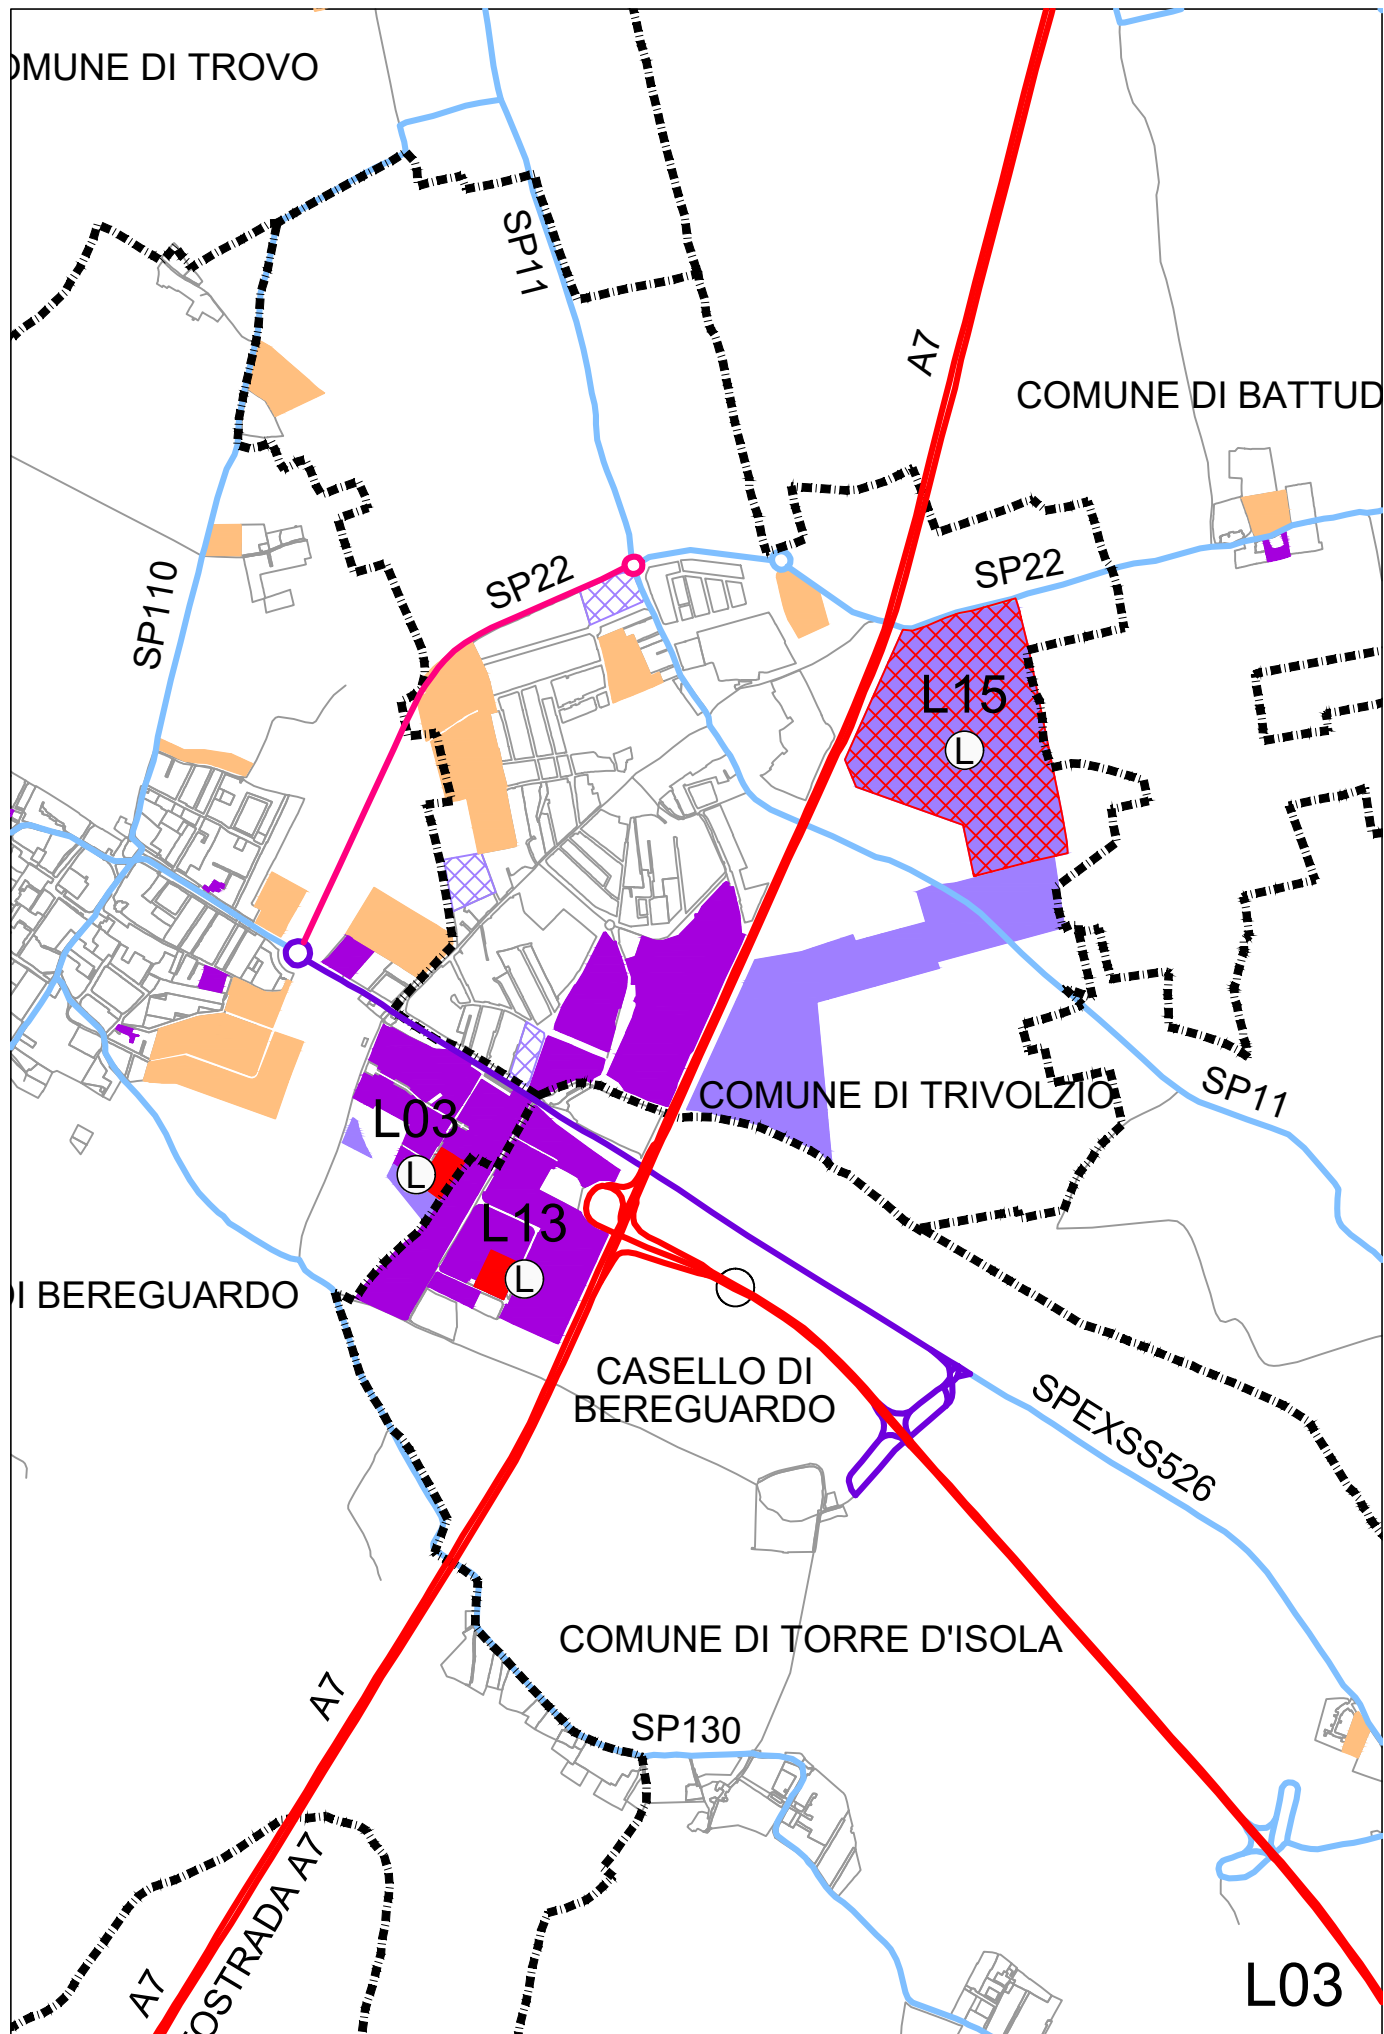 OMUNE DI TROVO
SP11
A7
COMUNE DI BATTUD
SP22
SP22
SP110
L15
L
SP11
COMUNE DI TRIVOLZIO
L03
L
L13
L
DI BEREGUARDO
CASELLO DI
BEREGUARDO
SPEXSS526
COMUNE DI TORRE D'ISOLA
A7
SP130
OSTRADA A7
A7
L03